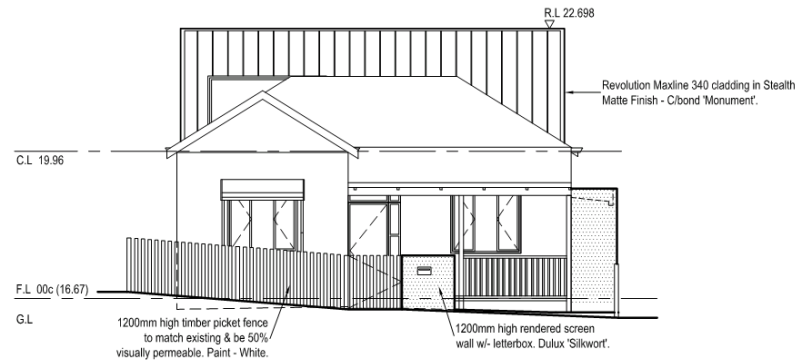 R.L 22.698
Revolution Maxline 340 cladding in Stealth
Matte Finish - C/bond 'Monument'.
C.L 19.96
F.L 00c (16.67)
G.L
1200mm high timber picket fence
to match existing & be 50%
visually permeable. Paint - White.
1200mm high rendered screen
wall w/- letterbox. Dulux 'Silkwort'.